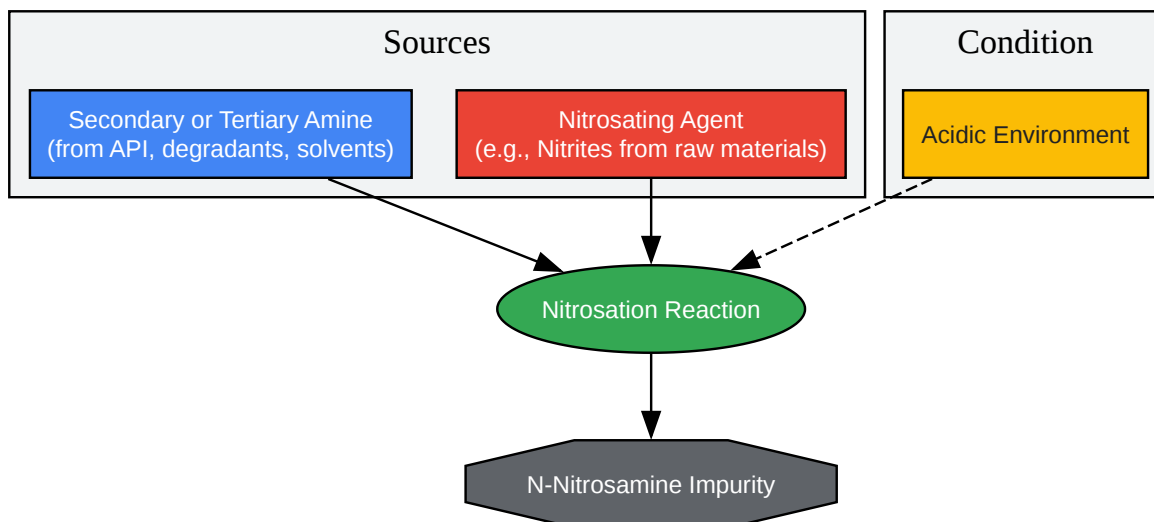 Sources
Condition
Secondary or Tertiary Amine
(from API, degradants, solvents)
Nitrosating Agent
(e.g., Nitrites from raw materials)
Acidic Environment
Nitrosation Reaction
N-Nitrosamine Impurity